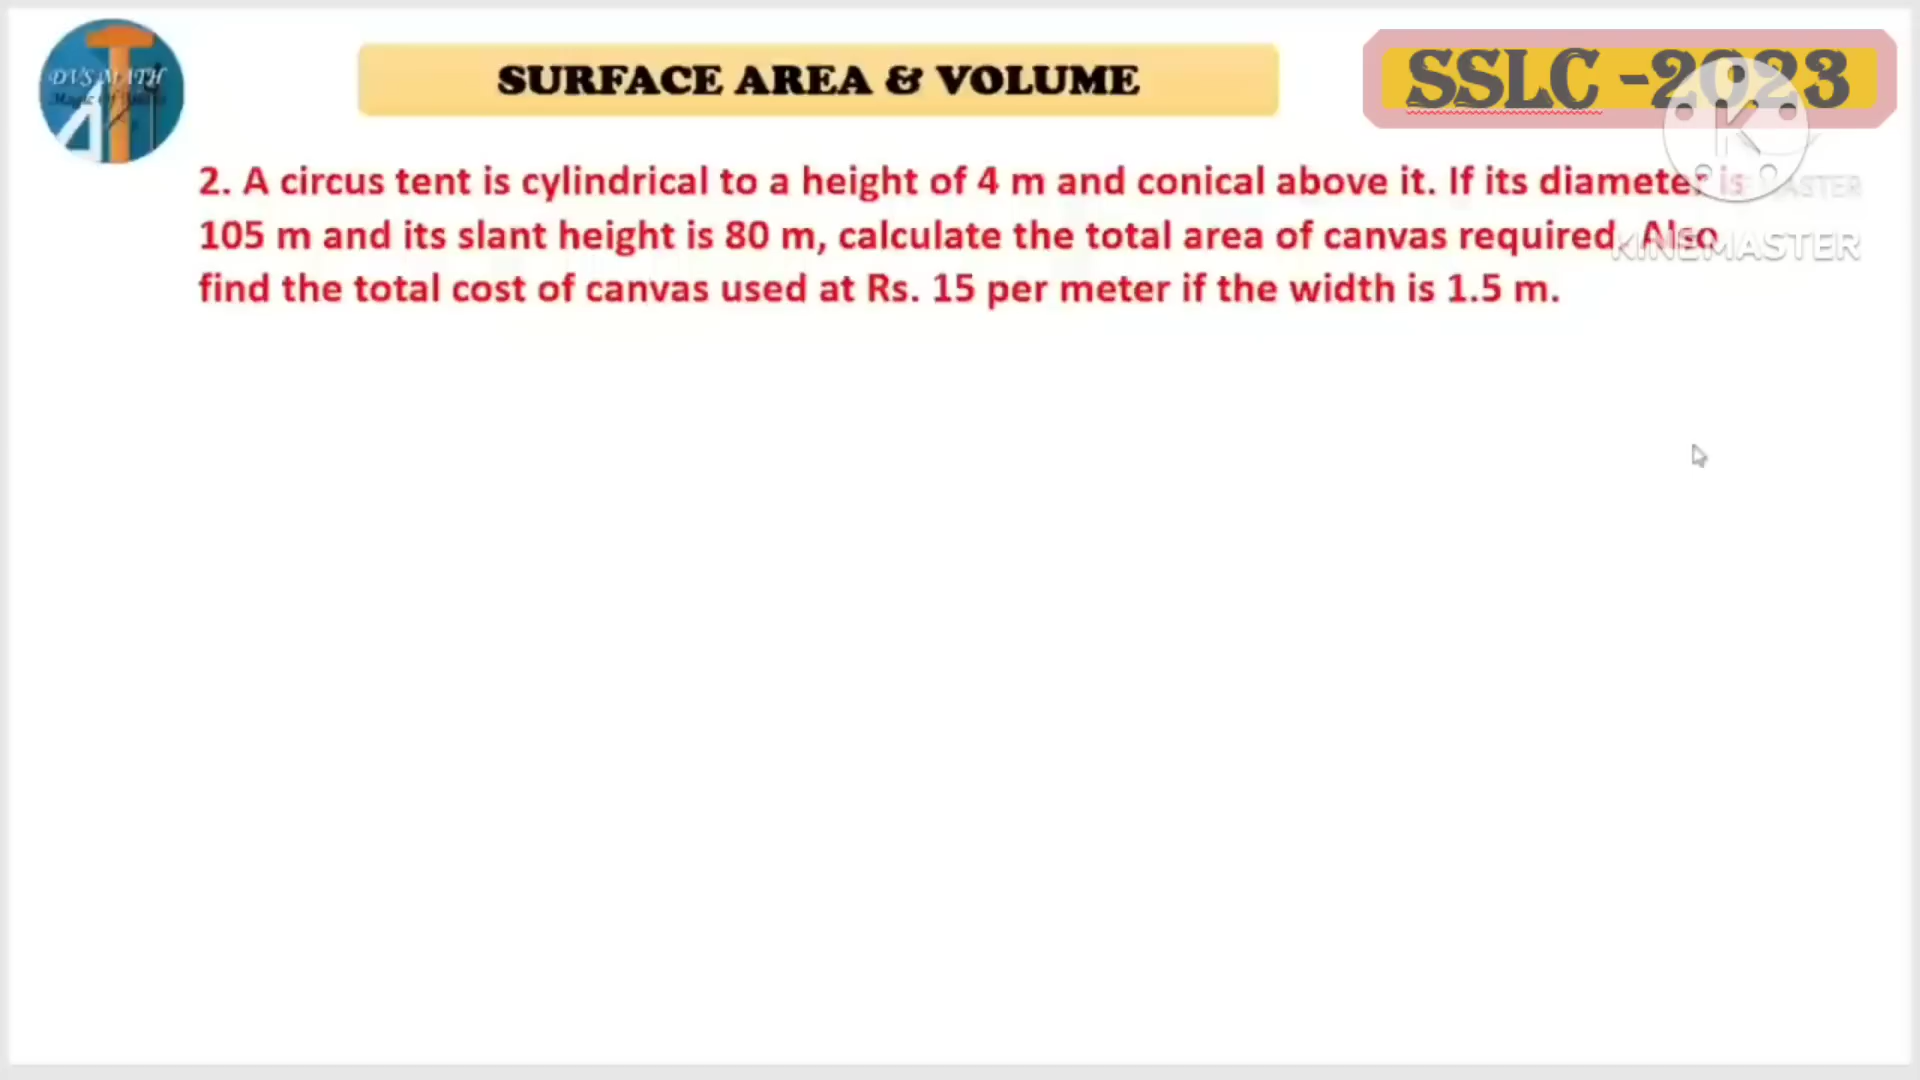 DVS MATH
SURFACE AREA & VOLUME
SSLC -2023
2. A circus tent is cylindrical to a height of 4 m and conical above it. If its diameter is
105 m and its slant height is 80 m, calculate the total area of canvas required. Also
find the total cost of canvas used at Rs. 15 per meter if the width is 1.5 m.
KINEMASTER